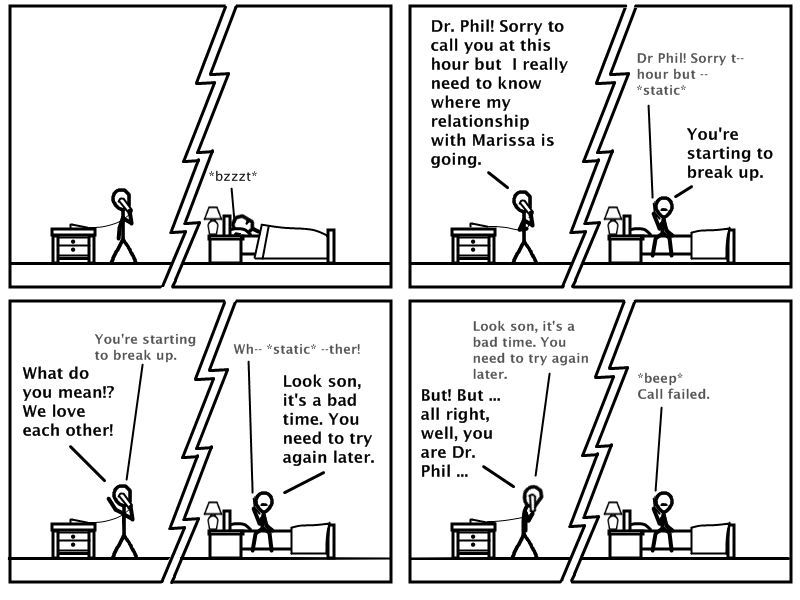 *bzzzt*
Dr. Phil! Sorry to
call you at this
hour but I really
need to know
where my
relationship
with Marissa is
going.
Dr Phil! Sorry t--
hour but --
*static*
You're
starting to
break up.
You're starting
to break up.
What do
you mean!?
We love
each other!
Wh-- *static* --ther!
Look son,
it's a bad
time. You
need to try
again later.
Look son, it's a
bad time. You
need to try again
later.
But! But ...
all right,
well, you
are Dr.
Phil ...
*beep*
Call failed.